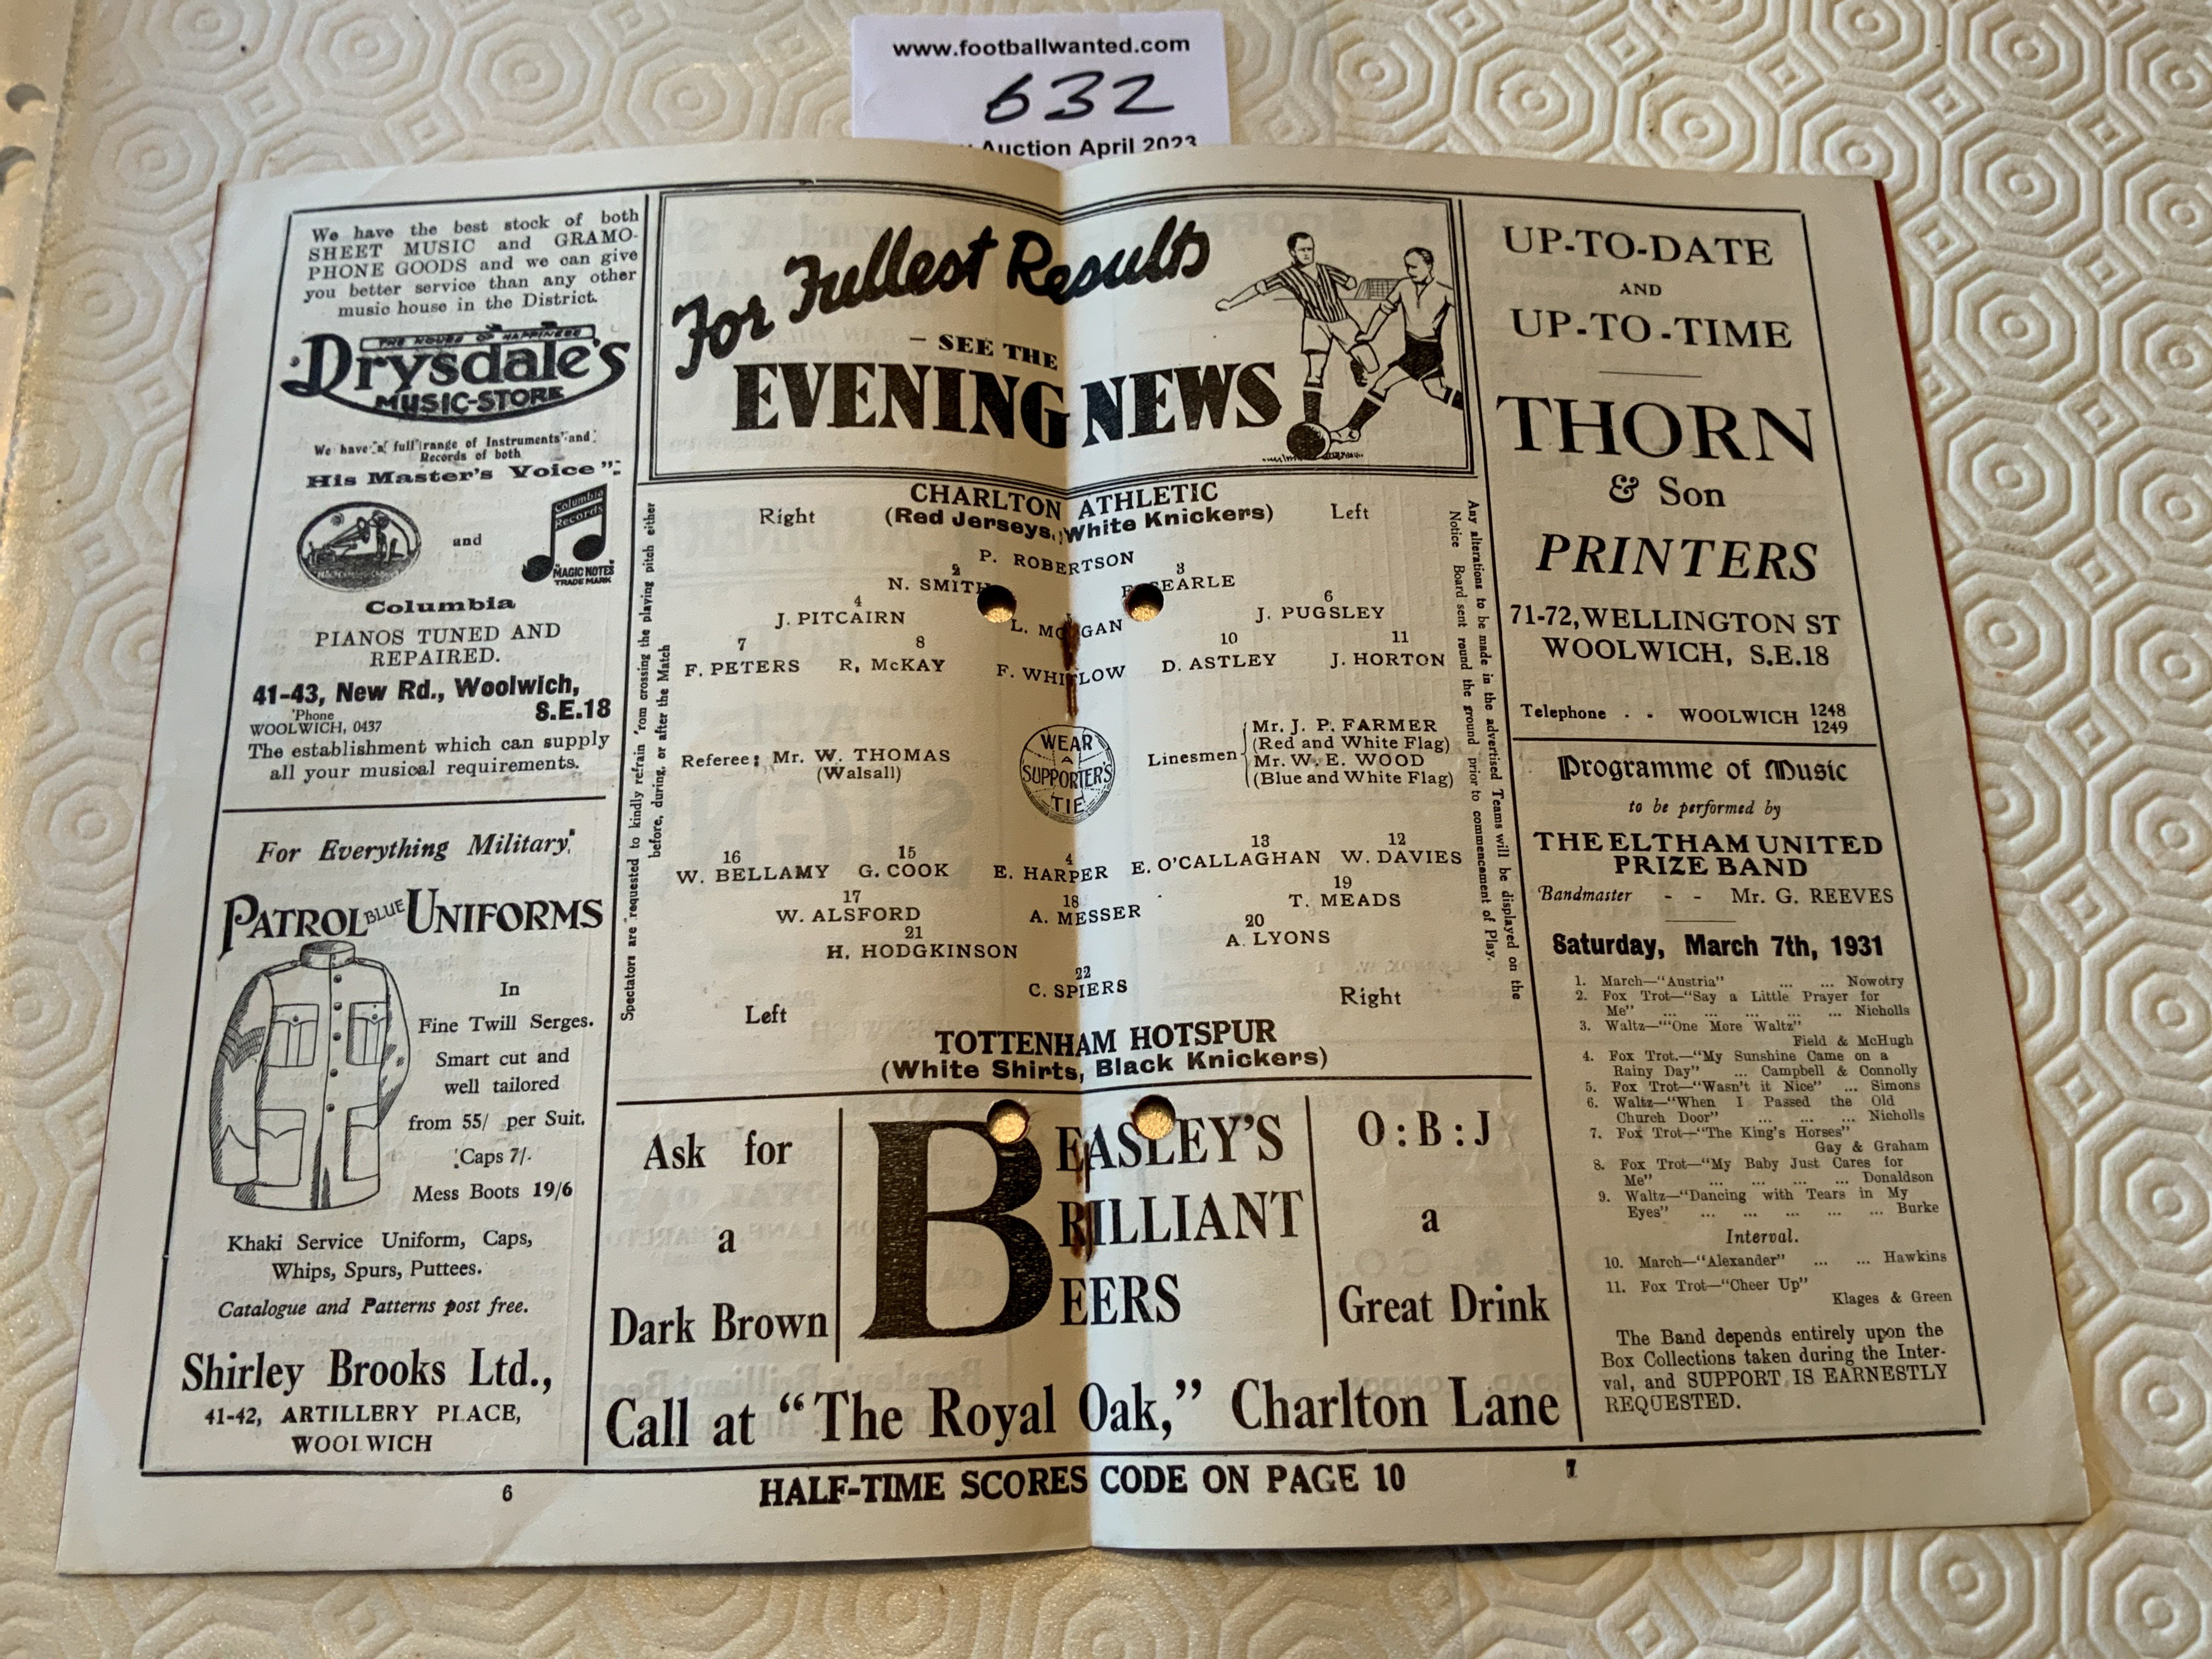 www.footballwanted.com
632
Auction April 2023
We have the best stock of both
SHEET MUSIC and GRAMO-
PHONE GOODS and we can give
you better service than any other
music house in the District.
THE HOUSE OF HAPPINESS
Drysdale's
MUSIC-STORE
We have a full range of Instruments and
Records of both
His Master's Voice"
and
Columbia
Records
"MAGIC NOTES"
TRADE MARK
Columbia
PIANOS TUNED AND
REPAIRED.
41-43, New Rd., Woolwich,
S.E.18
'Phone
WOOLWICH, 0437
The establishment which can supply
all your musical requirements.
For Everything Military
PATROL BLUE UNIFORMS
In
Fine Twill Serges.
Smart cut and
well tailored
from 55/ per Suit.
Caps 7/-
Mess Boots 19/6
Khaki Service Uniform, Caps,
Whips, Spurs, Puttees.
Catalogue and Patterns post free.
Shirley Brooks Ltd.,
41-42, ARTILLERY PLACE,
WOOLWICH
6
For Fullest Results
- SEE THE
EVENING NEWS
Spectators are requested to kindly refrain from crossing the playing pitch either
before, during, or after the Match
CHARLTON ATHLETIC
Right (Red Jerseys, White Knickers) Left
P. ROBERTSON
2 3
N. SMITH SEARLE
4 6
J. PITCAIRN L. MO GAN J. PUGSLEY
7 8 10 11
F. PETERS R. McKAY F. WHITLOW D. ASTLEY J. HORTON
Referee: Mr. W. THOMAS
(Walsall)
WEAR
A
SUPPORTER'S
TIE
Linesmen
Mr. J. P. FARMER
(Red and White Flag)
Mr. W. E. WOOD
(Blue and White Flag)
16 15 4 13 12
W. BELLAMY G. COOK E. HARPER E. O'CALLAGHAN W. DAVIES
17 18 19
W. ALSFORD A. MESSER T. MEADS
21 20
H. HODGKINSON A. LYONS
22
C. SPIERS
Left Right
TOTTENHAM HOTSPUR
(White Shirts, Black Knickers)
Any alterations to be made in the advertised Teams will be displayed on the
Notice Board sent round the ground prior to commencement of Play.
Ask for
a
Dark Brown
BEASLEY'S
BRILLIANT
BEERS
O : B : J
a
Great Drink
Call at "The Royal Oak," Charlton Lane
HALF-TIME SCORES CODE ON PAGE 10
UP-TO-DATE
AND
UP-TO-TIME
THORN
& Son
PRINTERS
71-72, WELLINGTON ST
WOOLWICH, S.E.18
Telephone . . WOOLWICH 1248
1249
Programme of Music
to be performed by
THE ELTHAM UNITED
PRIZE BAND
Bandmaster - - Mr. G. REEVES
Saturday, March 7th, 1931
1. March—"Austria" ... ... Nowotry
2. Fox Trot—"Say a Little Prayer for
Me" ... ... ... ... ... Nicholls
3. Waltz—"One More Waltz"
Field & McHugh
4. Fox Trot.—"My Sunshine Came on a
Rainy Day" ... Campbell & Connolly
5. Fox Trot—"Wasn't it Nice" ... Simons
6. Waltz—"When I Passed the Old
Church Door" ... ... ... Nicholls
7. Fox Trot—"The King's Horses"
Gay & Graham
8. Fox Trot—"My Baby Just Cares for
Me" ... ... ... ... Donaldson
9. Waltz—"Dancing with Tears in My
Eyes" ... ... ... ... ... Burke
Interval.
10. March—"Alexander" ... ... Hawkins
11. Fox Trot—"Cheer Up"
Klages & Green
The Band depends entirely upon the
Box Collections taken during the Inter-
val, and SUPPORT IS EARNESTLY
REQUESTED.
7